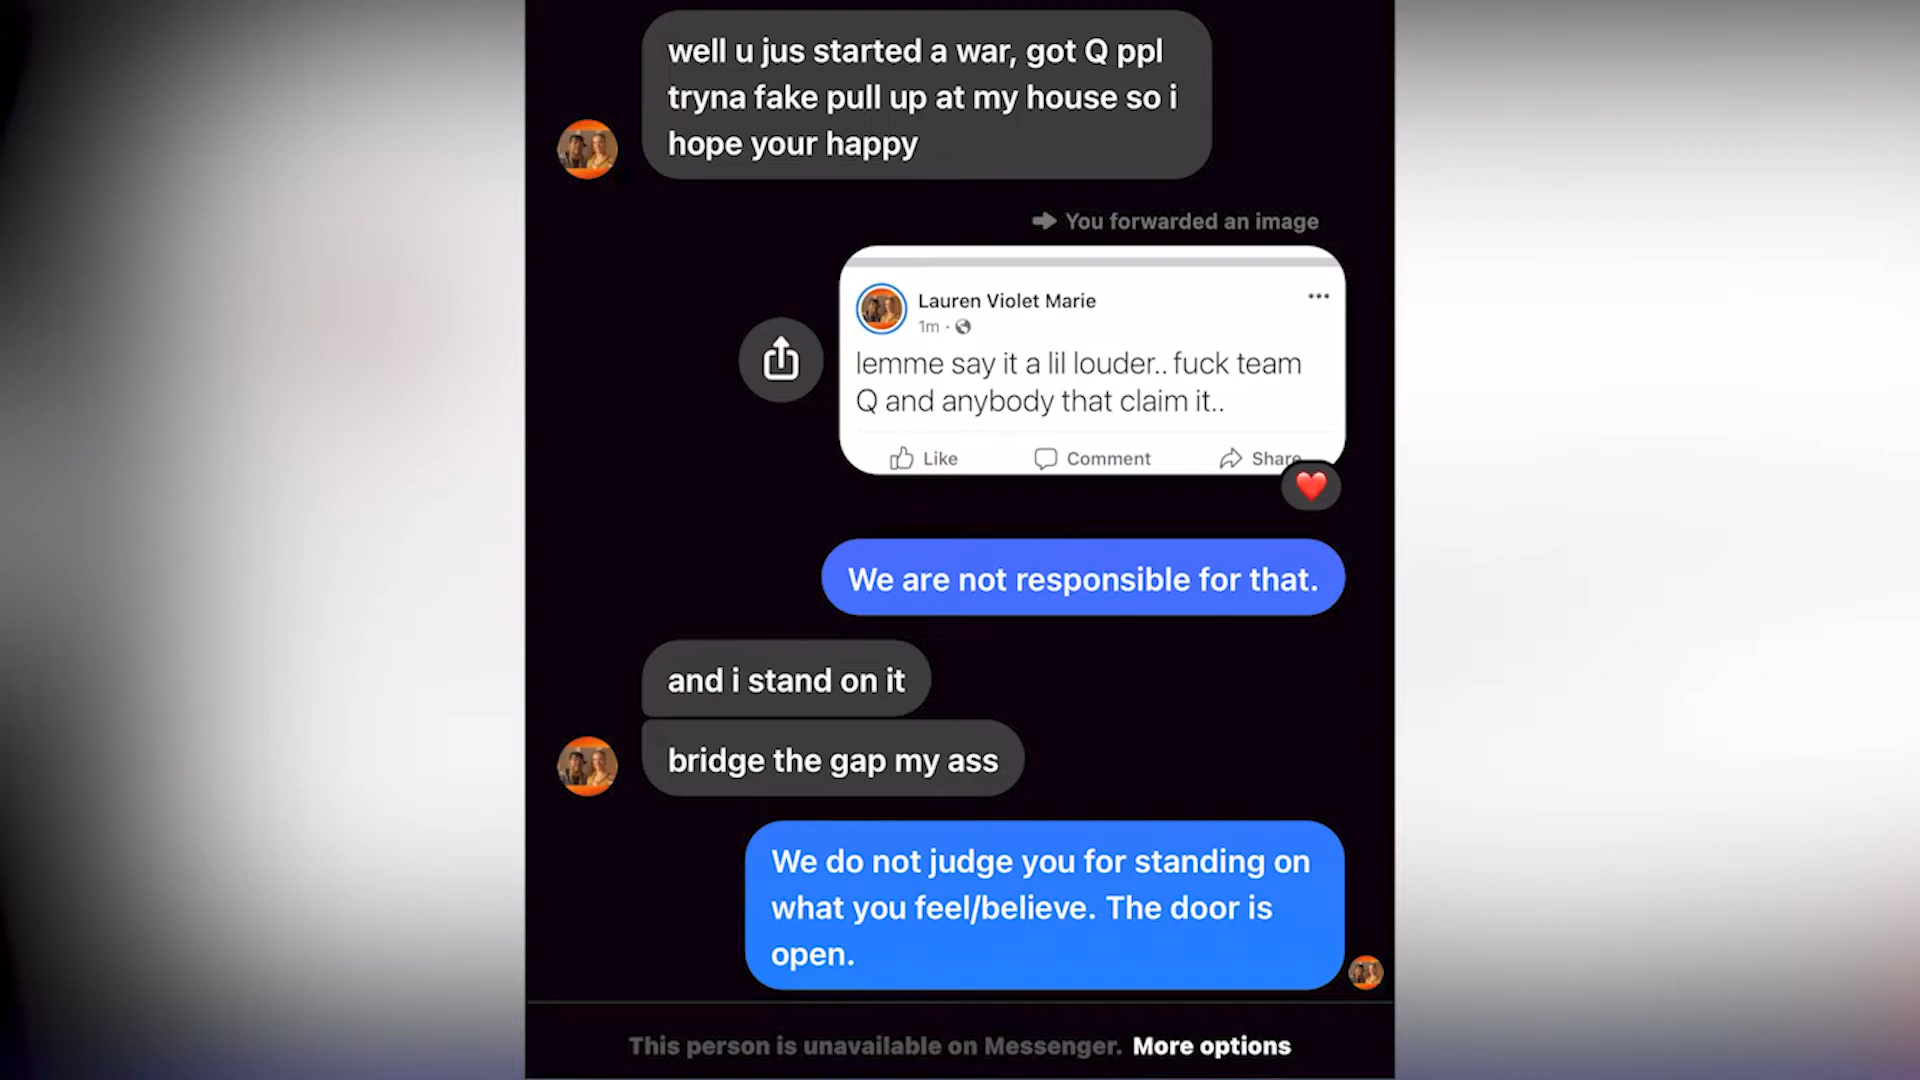 well u jus started a war, got Q ppl
tryna fake pull up at my house so i
hope your happy
You forwarded an image
Lauren Violet Marie
1m ·
lemme say it a lil louder.. fuck team
Q and anybody that claim it..
Like Comment Share
We are not responsible for that.
and i stand on it
bridge the gap my ass
We do not judge you for standing on
what you feel/believe. The door is
open.
This person is unavailable on Messenger. More options